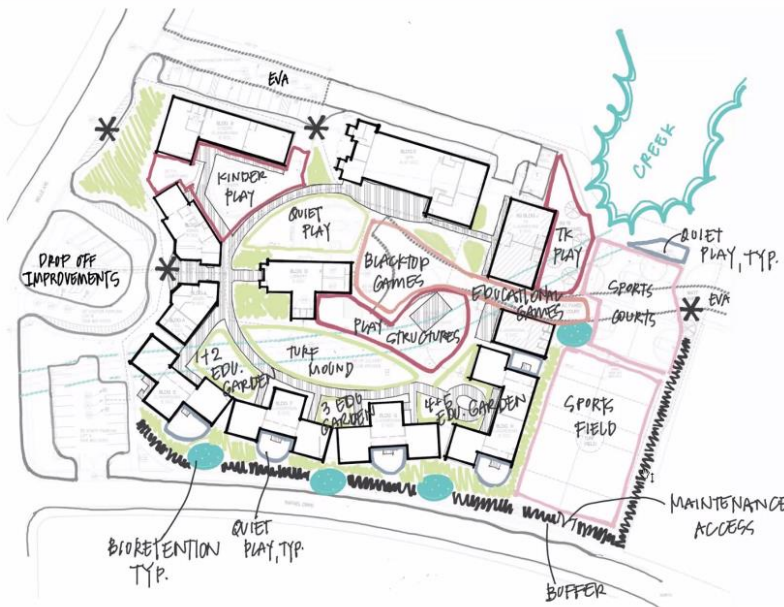 EVA
CREEK
KINDER
PLAY
QUIET
PLAY
TK
PLAY
QUIET
PLAY, TYP.
DROP OFF
IMPROVEMENTS
BLACKTOP
GAMES
EDUCATIONAL
GAMES
SPORTS
COURTS
EVA
PLAY
STRUCTURES
1+2
EDU.
GARDEN
TURF
MOUND
3 EDU
GARDEN
4+5
EDU. GARDEN
SPORTS
FIELD
MAINTENANCE
ACCESS
BIORETENTION
TYP.
QUIET
PLAY, TYP.
BUFFER